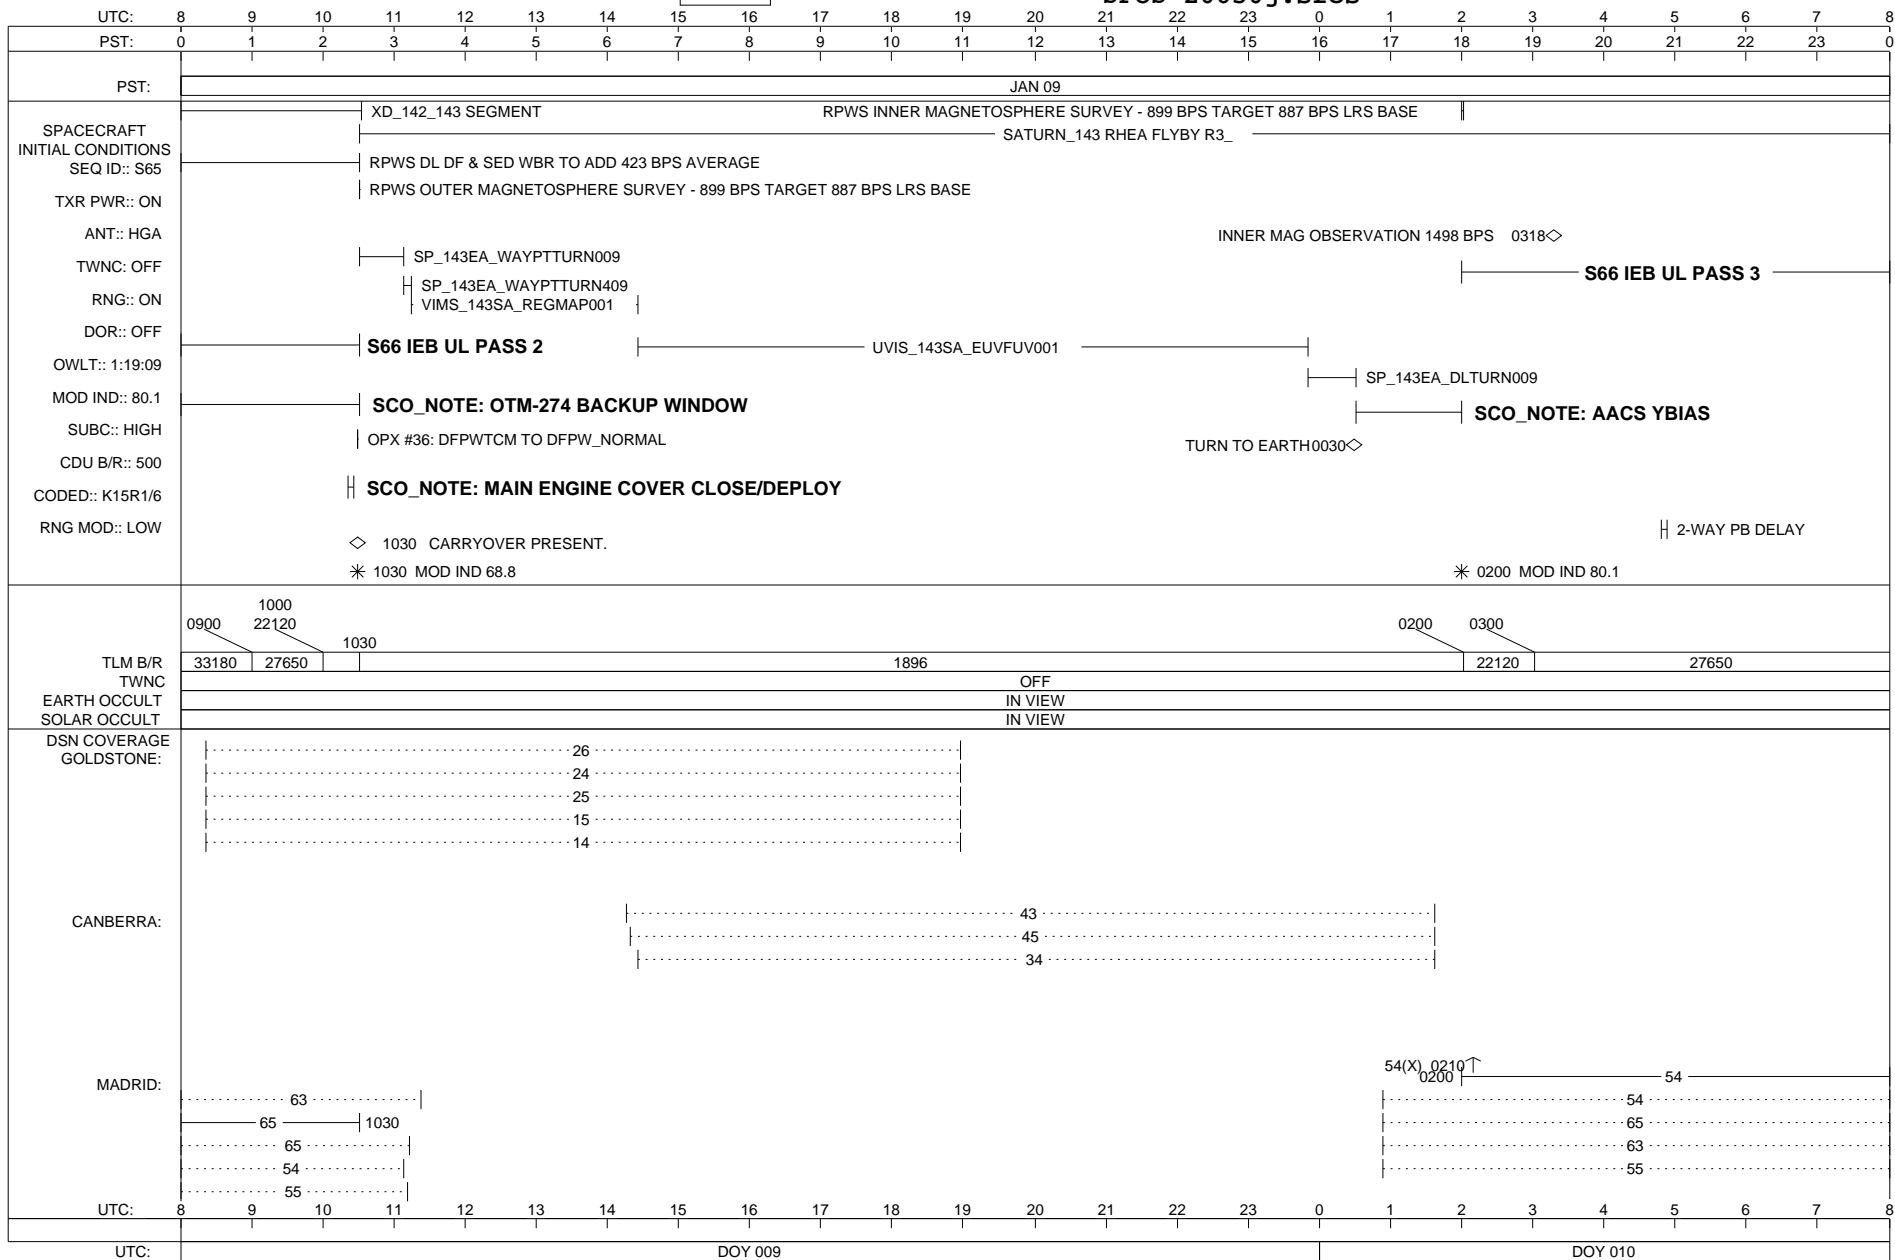 UTC: 8 9 10 11 12 13 14 15 16 17 18 19 20 21 22 23 0 1 2 3 4 5 6 7 8
PST: 0 1 2 3 4 5 6 7 8 9 10 11 12 13 14 15 16 17 18 19 20 21 22 23 0
PST: JAN 09
XD_142_143 SEGMENT
RPWS INNER MAGNETOSPHERE SURVEY - 899 BPS TARGET 887 BPS LRS BASE
SPACECRAFT
INITIAL CONDITIONS
SATURN_143 RHEA FLYBY R3_
SEQ ID:: S65
RPWS DL DF & SED WBR TO ADD 423 BPS AVERAGE
RPWS OUTER MAGNETOSPHERE SURVEY - 899 BPS TARGET 887 BPS LRS BASE
TXR PWR:: ON
ANT:: HGA
INNER MAG OBSERVATION 1498 BPS 0318
SP_143EA_WAYPTTURN009
TWNC: OFF
S66 IEB UL PASS 3
SP_143EA_WAYPTTURN409
RNG:: ON
VIMS_143SA_REGMAP001
DOR:: OFF
S66 IEB UL PASS 2
UVIS_143SA_EUVFUV001
OWLT:: 1:19:09
SP_143EA_DLTURN009
MOD IND:: 80.1
SCO_NOTE: OTM-274 BACKUP WINDOW
SCO_NOTE: AACS YBIAS
SUBC:: HIGH
OPX #36: DFPWTCM TO DFPW_NORMAL
TURN TO EARTH0030
CDU B/R:: 500
CODED:: K15R1/6
SCO_NOTE: MAIN ENGINE COVER CLOSE/DEPLOY
RNG MOD:: LOW
2-WAY PB DELAY
1030 CARRYOVER PRESENT.
1030 MOD IND 68.8
0200 MOD IND 80.1
1000
0900 22120 0200 0300
1030
TLM B/R 33180 27650 1896 22120 27650
TWNC OFF
EARTH OCCULT IN VIEW
SOLAR OCCULT IN VIEW
DSN COVERAGE
GOLDSTONE:
26
24
25
15
14
CANBERRA:
43
45
34
54(X) 0210
MADRID:
0200 54
63 54
65 1030 65
65 63
54 55
55
UTC: 8 9 10 11 12 13 14 15 16 17 18 19 20 21 22 23 0 1 2 3 4 5 6 7 8
UTC: DOY 009 DOY 010